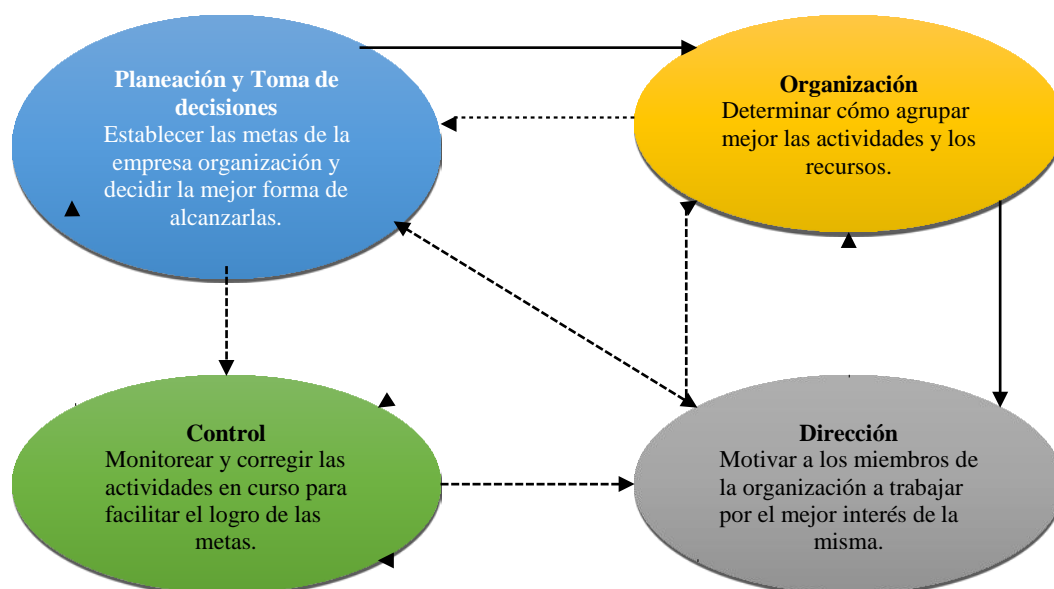 Planeación y Toma de
decisiones
Establecer las metas de la
empresa organización y
decidir la mejor forma de
alcanzarlas.
Organización
Determinar cómo agrupar
mejor las actividades y los
recursos.
Control
Monitorear y corregir las
actividades en curso para
facilitar el logro de las
metas.
Dirección
Motivar a los miembros de
la organización a trabajar
por el mejor interés de la
misma.